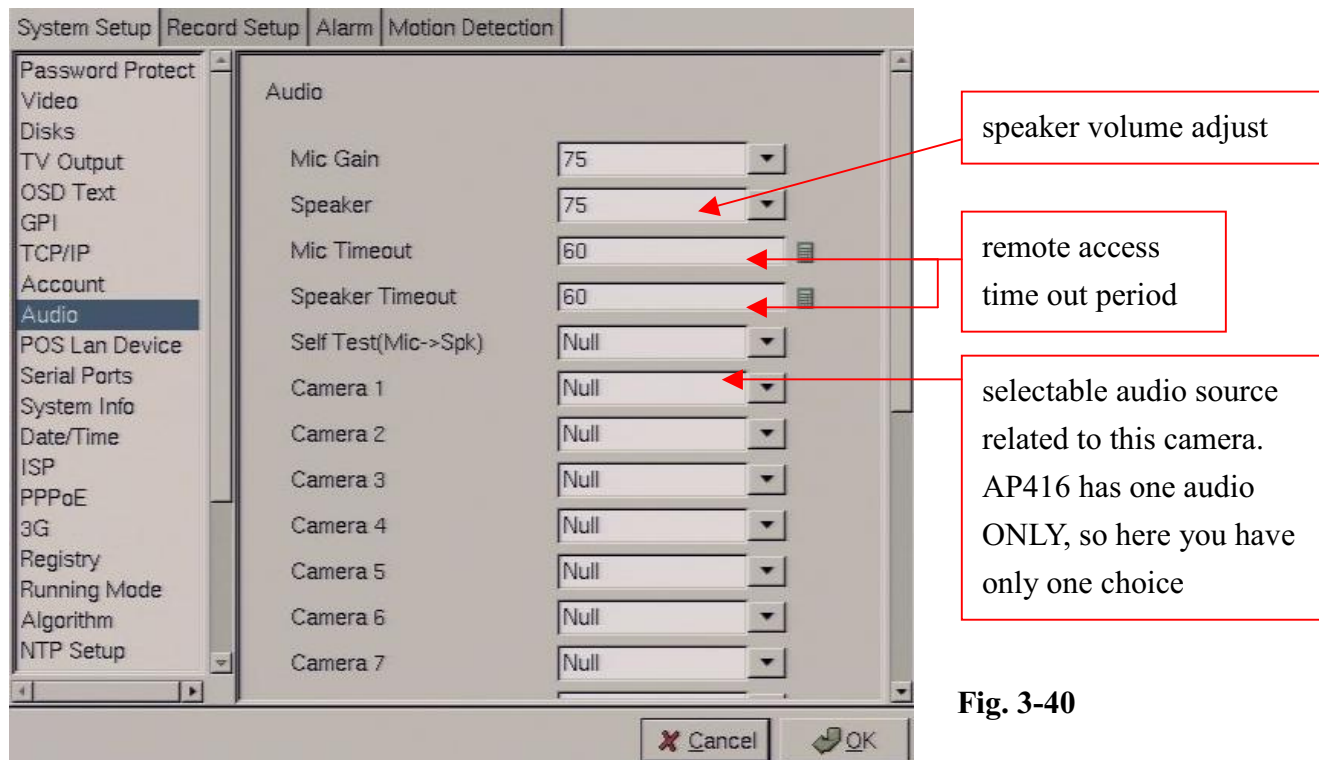 System Setup Record Setup Alarm Motion Detection
Password Protect
Video
Disks
TV Output
OSD Text
GPI
TCP/IP
Account
Audio
POS Lan Device
Serial Ports
System Info
Date/Time
ISP
PPPoE
3G
Registry
Running Mode
Algorithm
NTP Setup
Audio
Mic Gain 75
Speaker 75
Mic Timeout 60
Speaker Timeout 60
Self Test(Mic->Spk) Null
Camera 1 Null
Camera 2 Null
Camera 3 Null
Camera 4 Null
Camera 5 Null
Camera 6 Null
Camera 7 Null
Cancel OK
speaker volume adjust
remote access
time out period
selectable audio source
related to this camera.
AP416 has one audio
ONLY, so here you have
only one choice
Fig. 3-40